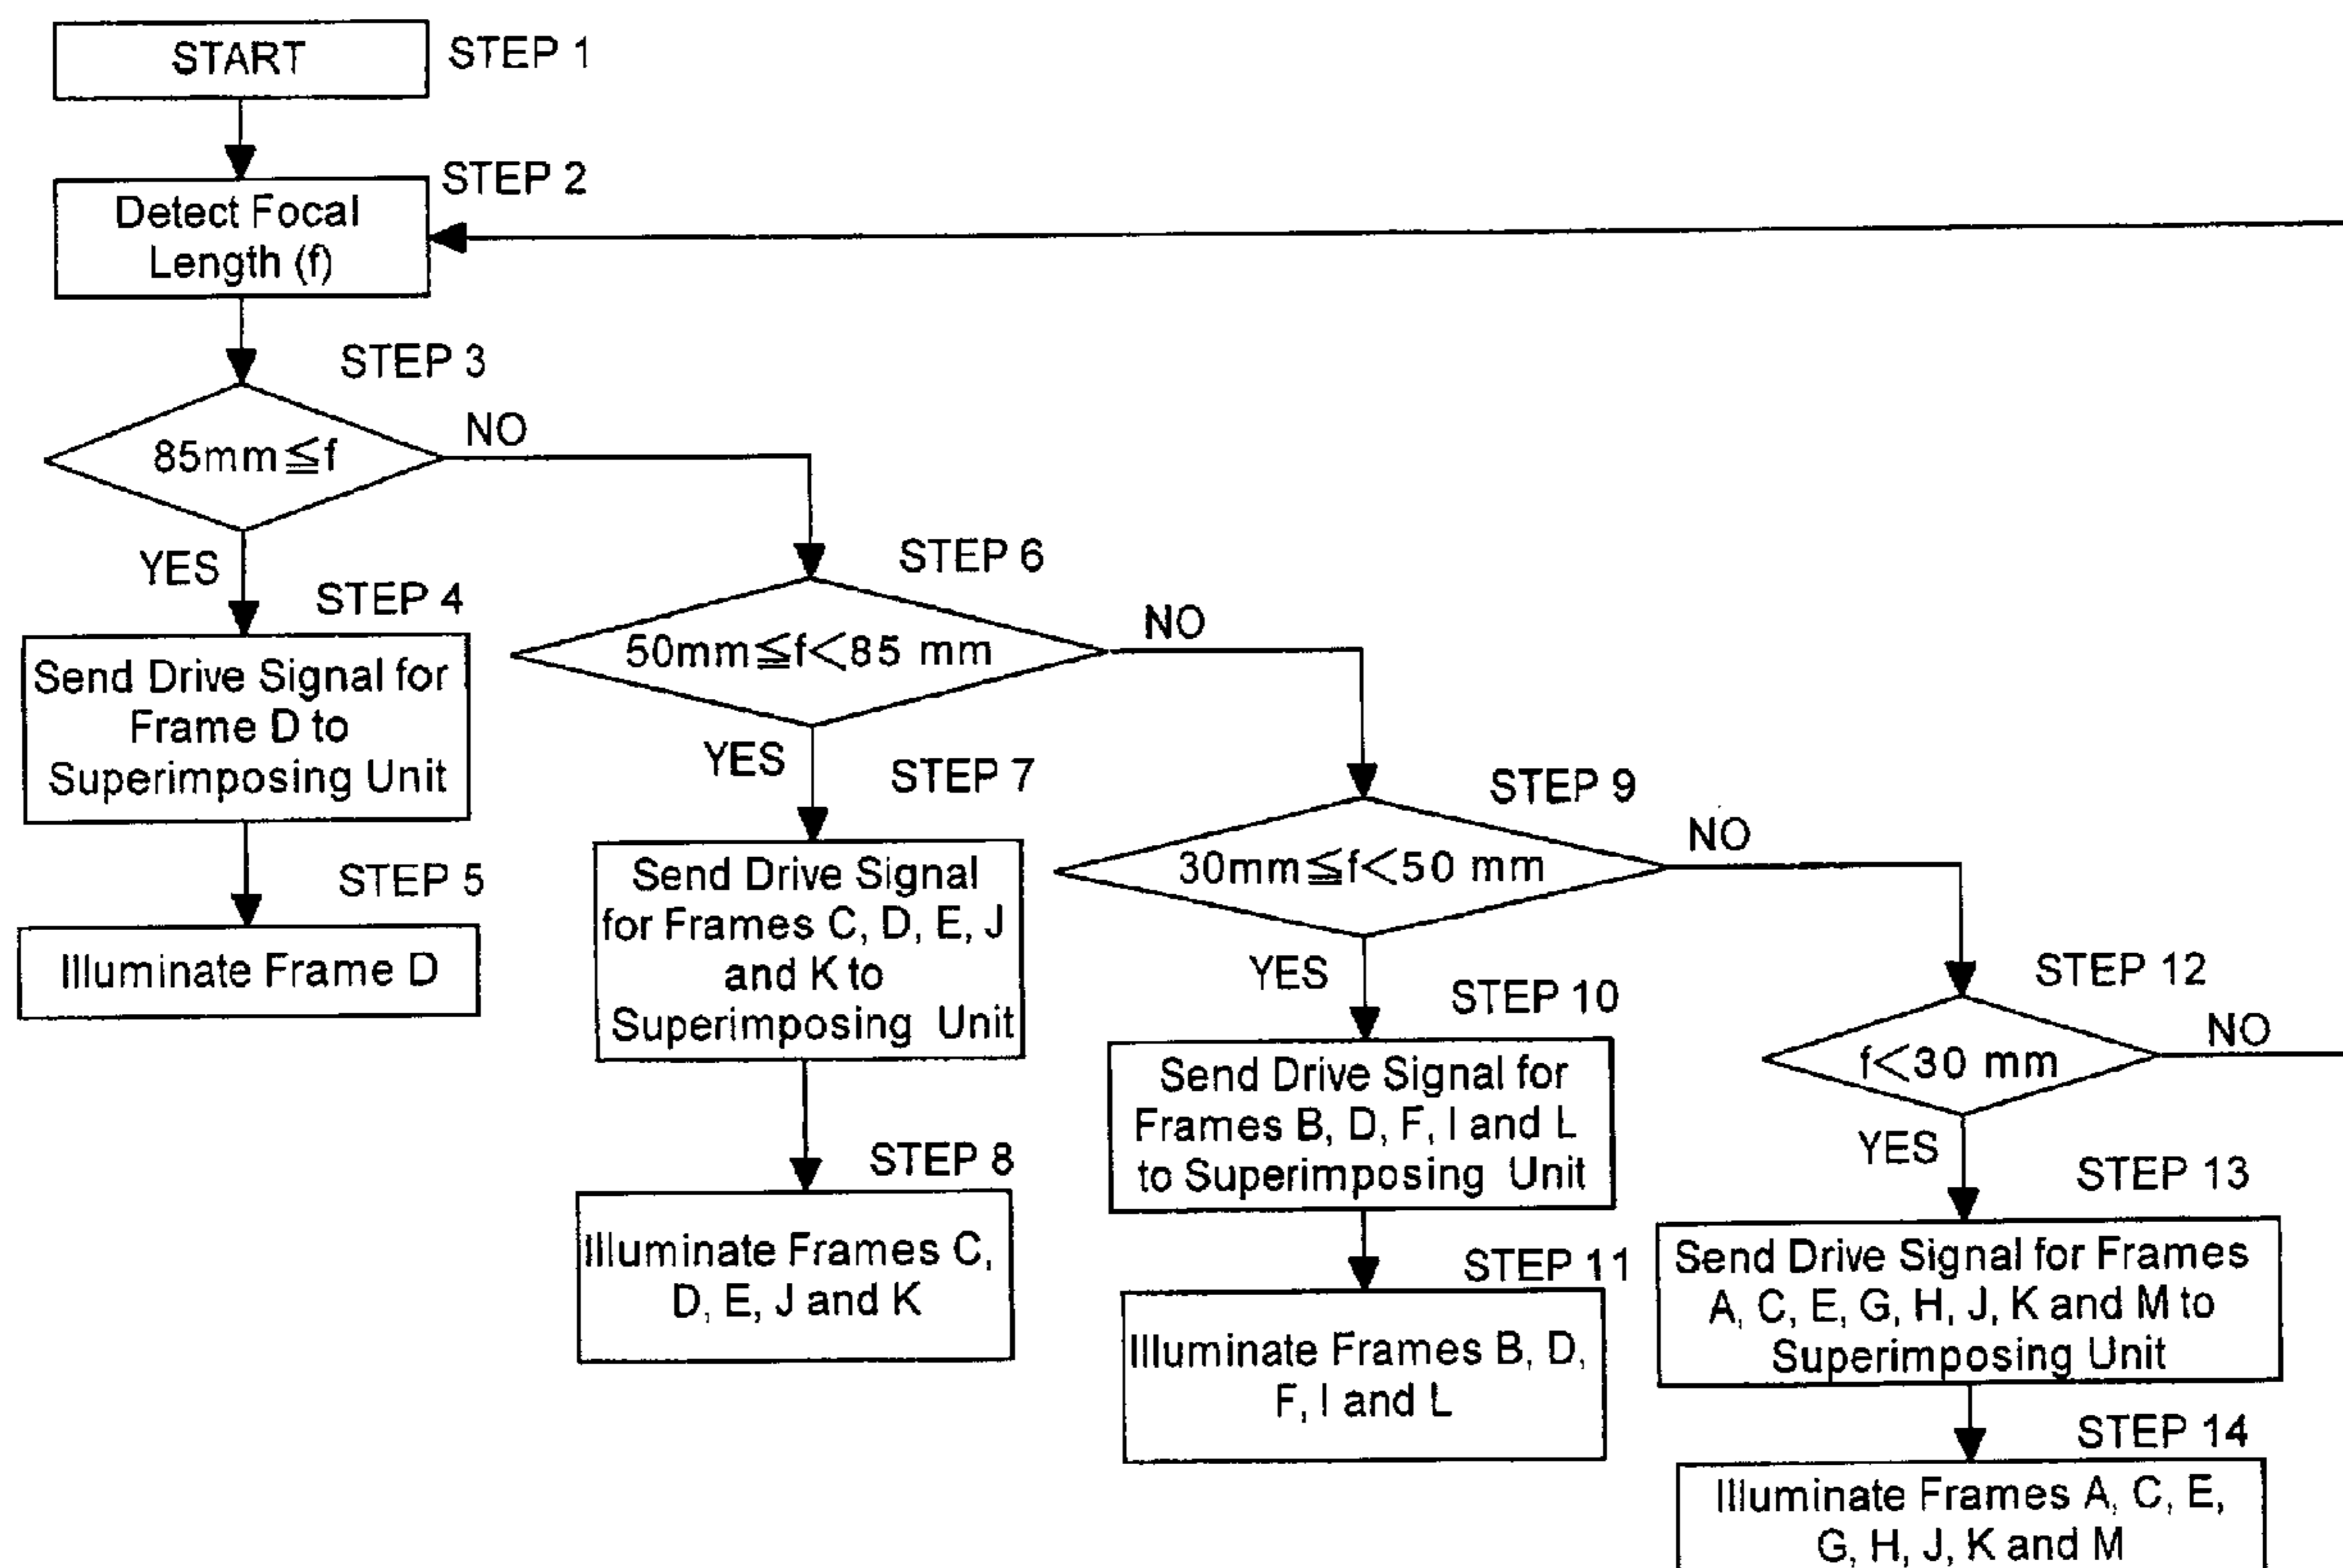 START
STEP 1
STEP 2
Detect Focal
Length (f)
STEP 3
85mm≦f
NO
YES
STEP 4
Send Drive Signal for
Frame D to
Superimposing Unit
STEP 5
Illuminate Frame D
STEP 6
50mm≦f<85 mm
NO
YES
STEP 7
Send Drive Signal
for Frames C, D, E, J
and K to
Superimposing Unit
STEP 8
Illuminate Frames C,
D, E, J and K
STEP 9
30mm≦f<50 mm
NO
YES
STEP 10
Send Drive Signal for
Frames B, D, F, I and L
to Superimposing Unit
STEP 11
Illuminate Frames B, D,
F, I and L
STEP 12
f<30 mm
NO
YES
STEP 13
Send Drive Signal for Frames
A, C, E, G, H, J, K and M to
Superimposing Unit
STEP 14
Illuminate Frames A, C, E,
G, H, J, K and M